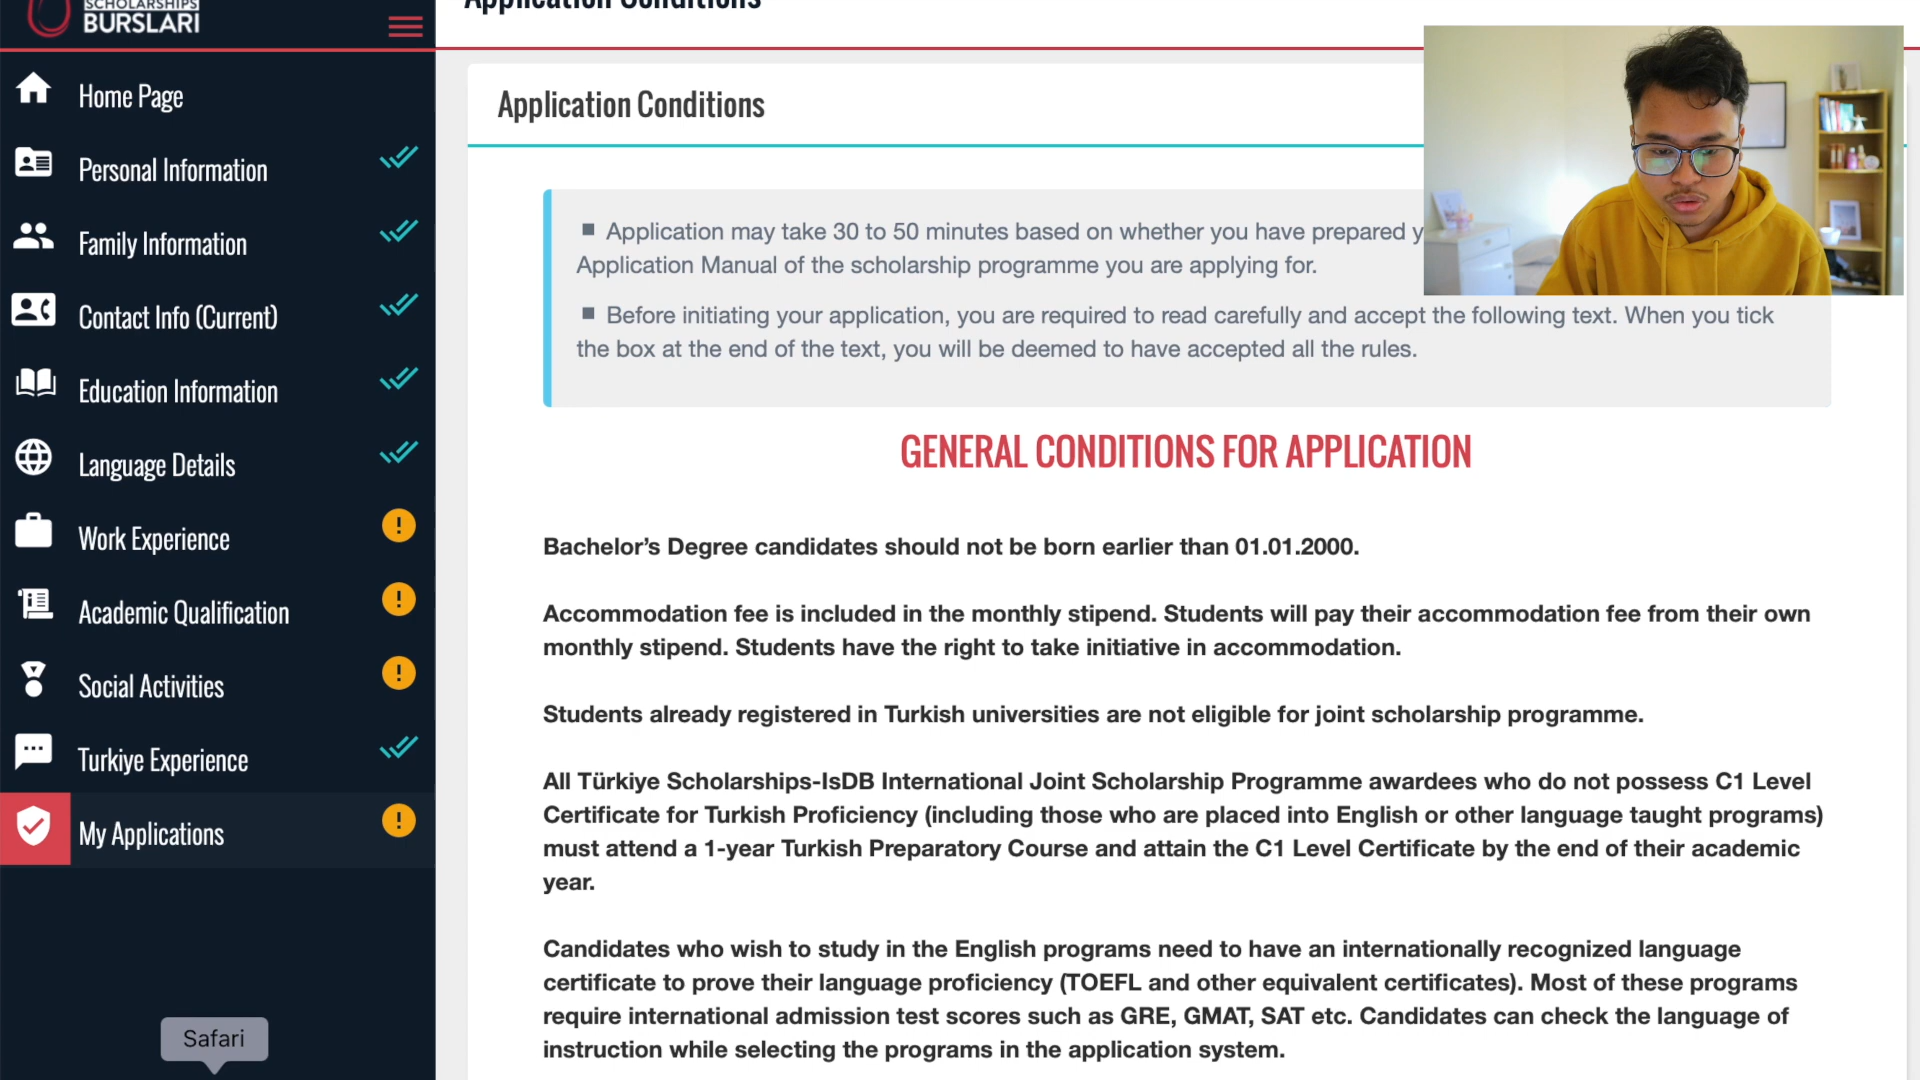 SCHOLARSHIPS
BURSLARI
Home Page
Personal Information
Family Information
Contact Info (Current)
Education Information
Language Details
Work Experience
Academic Qualification
Social Activities
Turkiye Experience
My Applications
Safari
Application Conditions
Application Conditions
Application may take 30 to 50 minutes based on whether you have prepared
Application Manual of the scholarship programme you are applying for.
Before initiating your application, you are required to read carefully and accept the following text. When you tick
the box at the end of the text, you will be deemed to have accepted all the rules.
GENERAL CONDITIONS FOR APPLICATION
Bachelor's Degree candidates should not be born earlier than 01.01.2000.
Accommodation fee is included in the monthly stipend. Students will pay their accommodation fee from their own
monthly stipend. Students have the right to take initiative in accommodation.
Students already registered in Turkish universities are not eligible for joint scholarship programme.
All Türkiye Scholarships-IsDB International Joint Scholarship Programme awardees who do not possess C1 Level
Certificate for Turkish Proficiency (including those who are placed into English or other language taught programs)
must attend a 1-year Turkish Preparatory Course and attain the C1 Level Certificate by the end of their academic
year.
Candidates who wish to study in the English programs need to have an internationally recognized language
certificate to prove their language proficiency (TOEFL and other equivalent certificates). Most of these programs
require international admission test scores such as GRE, GMAT, SAT etc. Candidates can check the language of
instruction while selecting the programs in the application system.